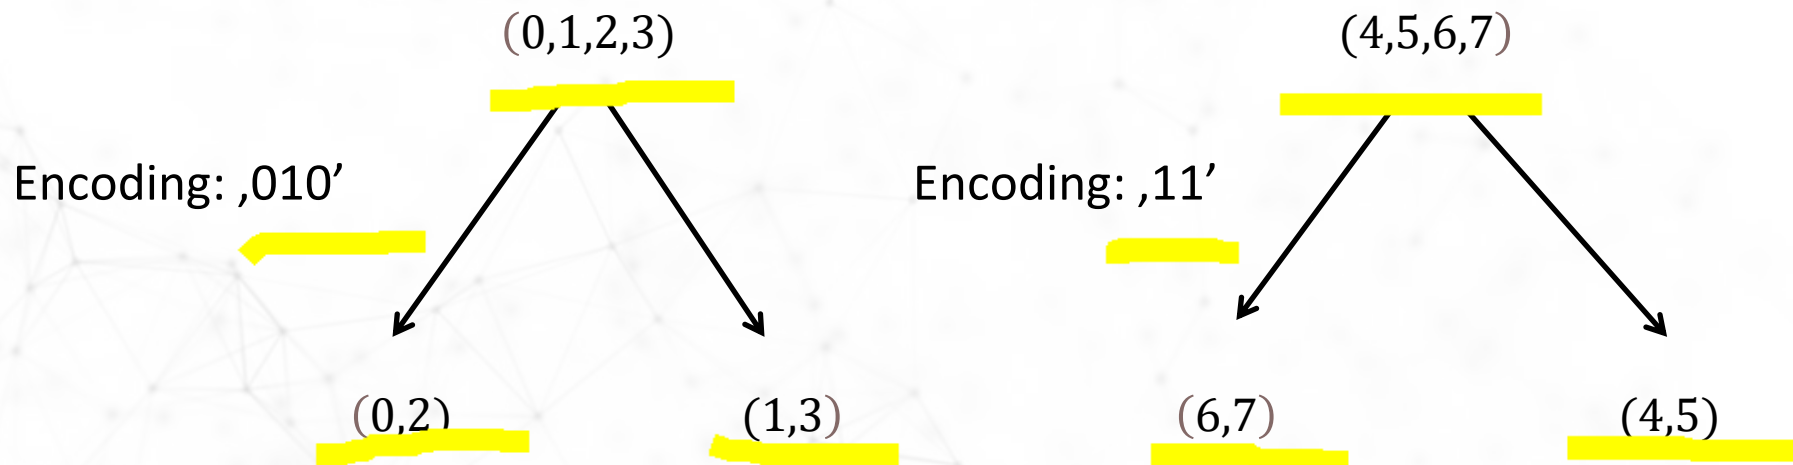 (0,1,2,3) (4,5,6,7)
Encoding: ,010’ Encoding: ,11’
(0,2) (1,3) (6,7) (4,5)